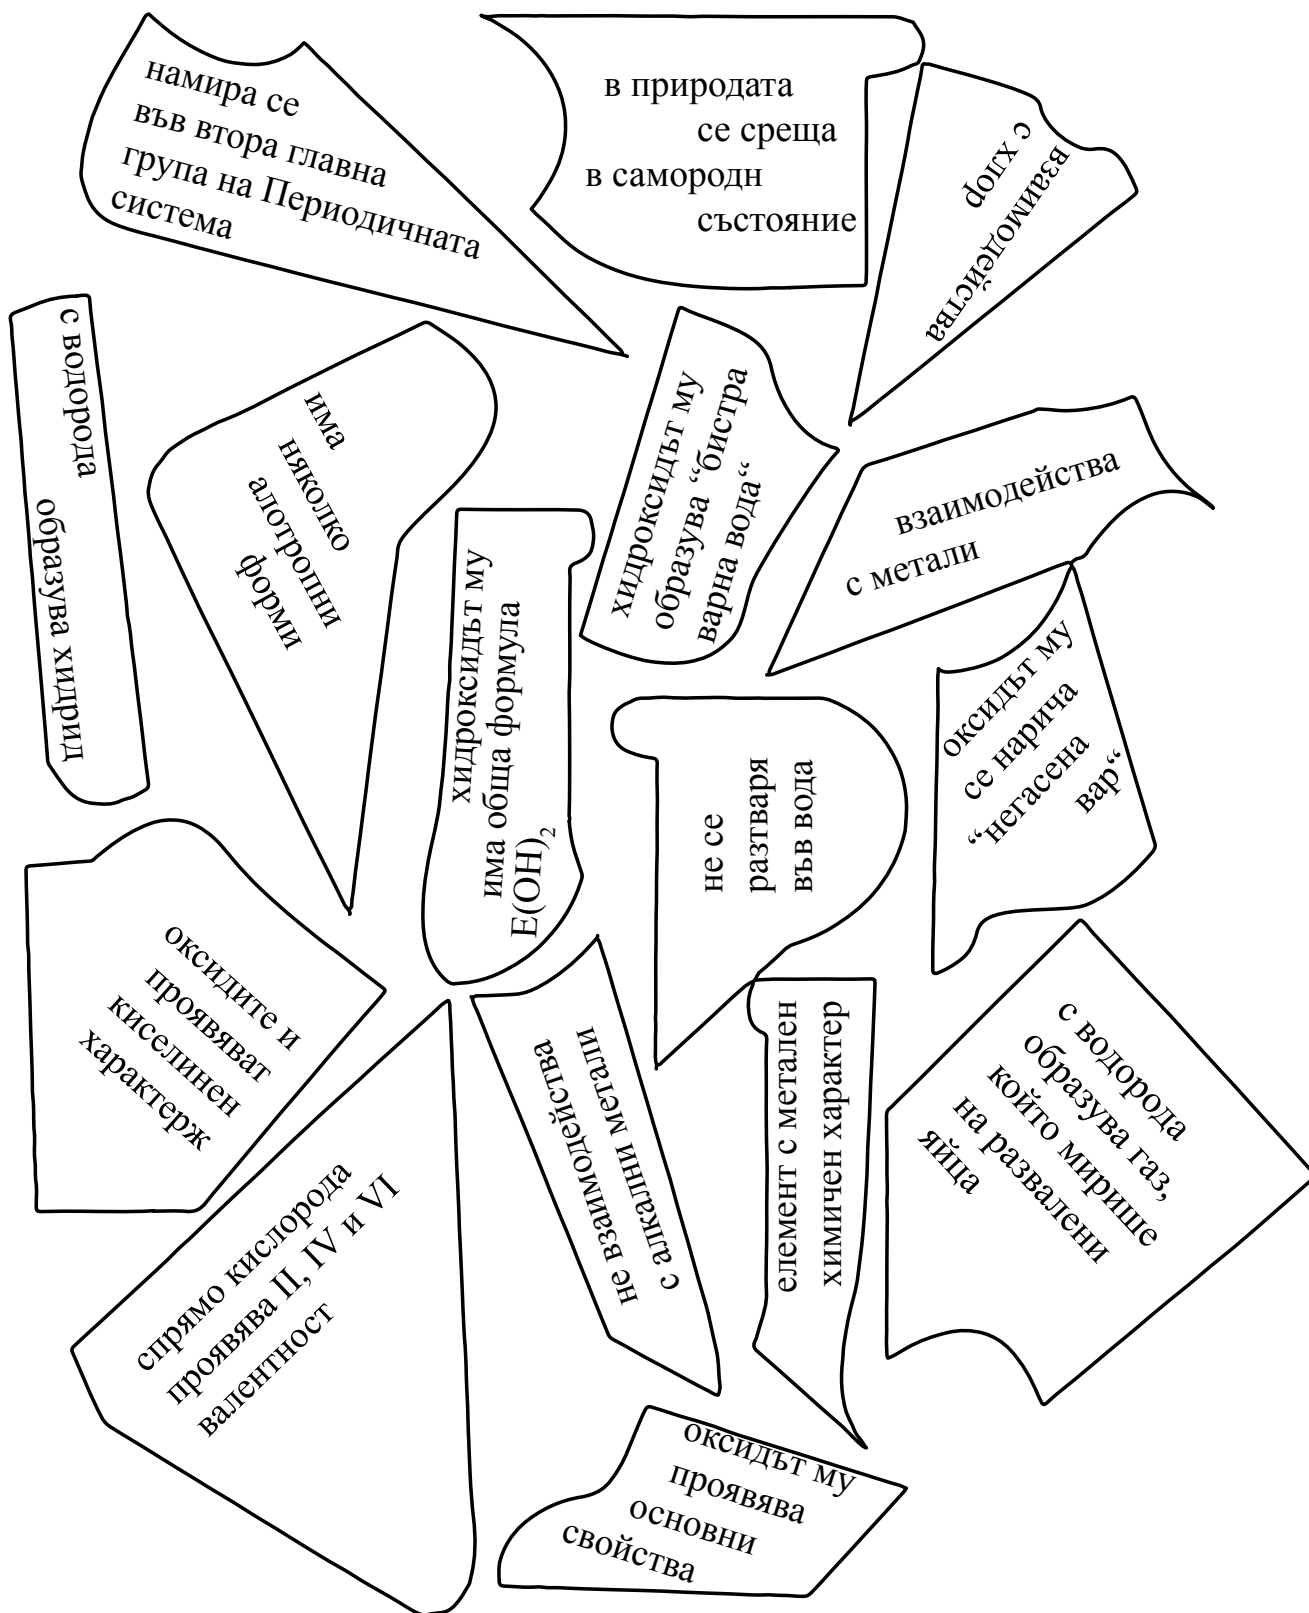 намира се
във втора главна
група на Периодичната
система
в природата
се среща
в самородн
състояние
взаимодейства
с хлор
с водорода
образува хидрид
има
няколко
алотропни
форми
хидроксидът му
образува “бистра
варна вода“
взаимодейства
с метали
хидроксидът му
има обща формула
Е(ОН)₂
не се
разтваря
във вода
оксидът му
се нарича
“негасена
вар“
оксидите и
проявяват
киселинен
характерж
не взаимодейства
с алкални метали
елемент с метален
химичен характер
с водорода
образува газ,
който мирише
на развалени
яйца
спрямо кислорода
проявява II, IV и VI
валентност
оксидът му
проявява
основни
свойства